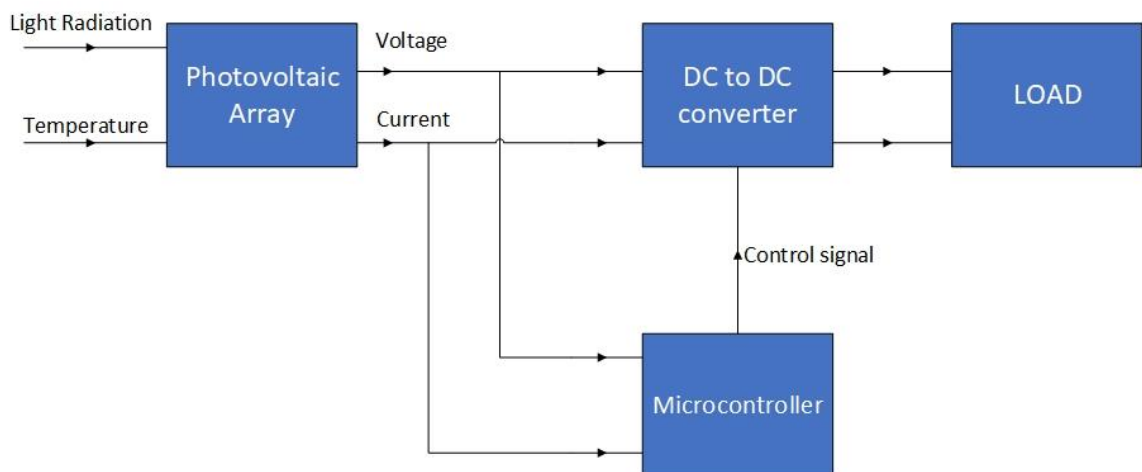 Light Radiation
Temperature
Photovoltaic
Array
Voltage
Current
DC to DC
converter
LOAD
Control signal
Microcontroller